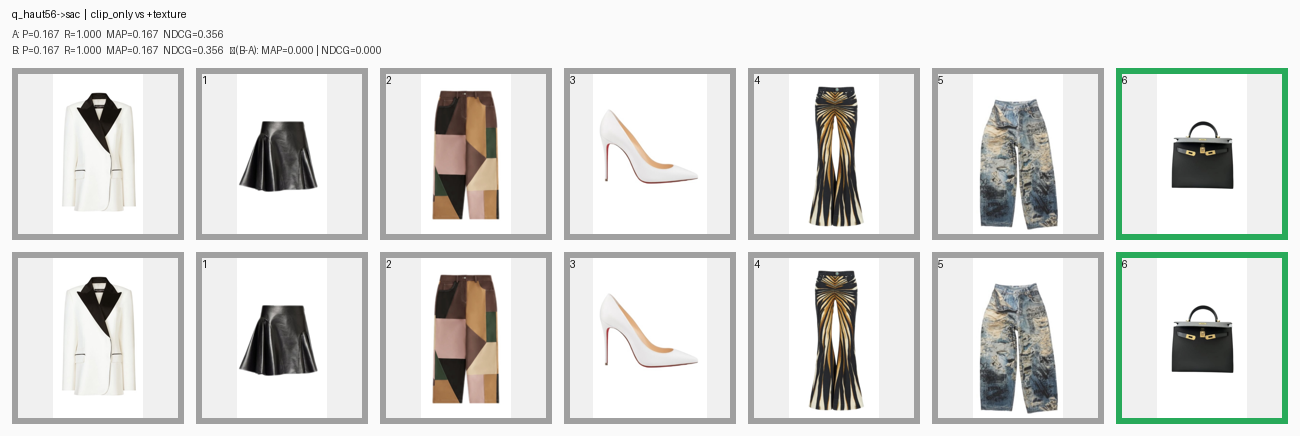 q_haut56->sac | clip_only vs +texture
A: P=0.167 R=1.000 MAP=0.167 NDCG=0.356
B: P=0.167 R=1.000 MAP=0.167 NDCG=0.356 (B-A): MAP=0.000 | NDCG=0.000
1 2 3 4 5 6
1 2 3 4 5 6